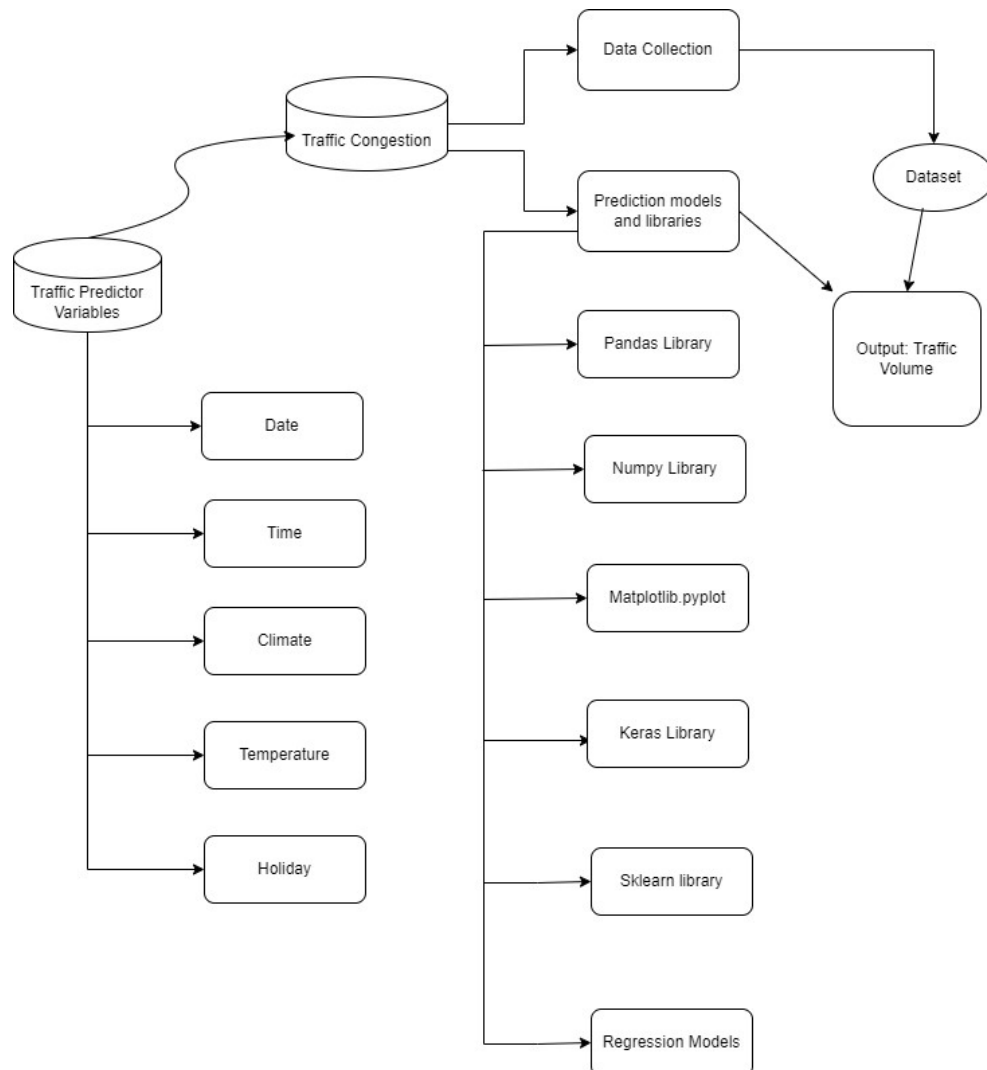 Data Collection
Traffic Congestion
Dataset
Prediction models
and libraries
Traffic Predictor
Variables
Output: Traffic
Volume
Pandas Library
Date
Numpy Library
Time
Matplotlib.pyplot
Climate
Keras Library
Temperature
Holiday
Sklearn library
Regression Models